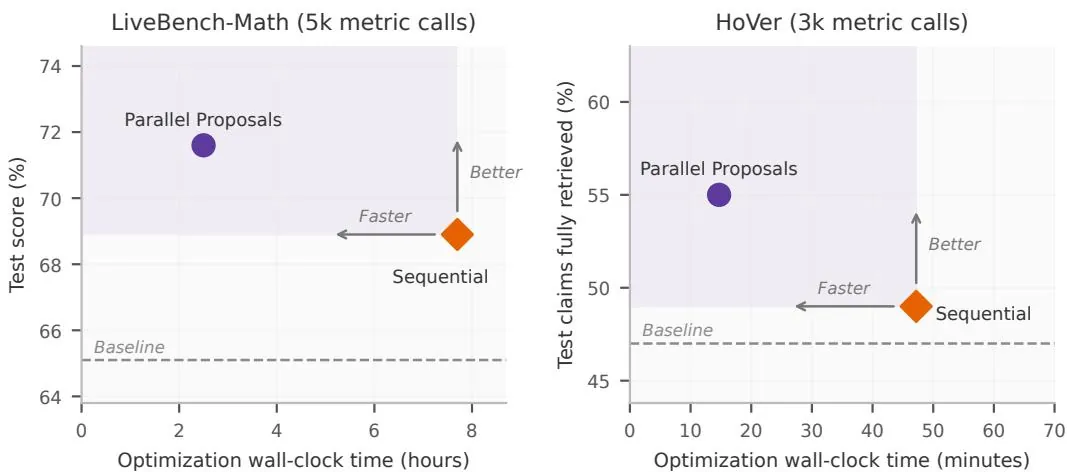 LiveBench-Math (5k metric calls)
Test score (%)
74
72
70
68
66
64
Parallel Proposals
Better
Faster
Sequential
Baseline
0 2 4 6 8
Optimization wall-clock time (hours)
HoVer (3k metric calls)
Test claims fully retrieved (%)
60
55
50
45
Parallel Proposals
Better
Faster
Sequential
Baseline
0 10 20 30 40 50 60 70
Optimization wall-clock time (minutes)